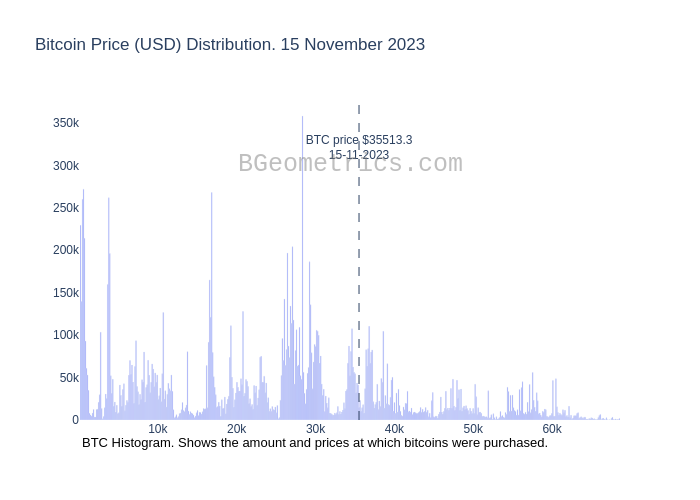 Bitcoin Price (USD) Distribution. 15 November 2023
350k
BTC price $35513.3
15-11-2023
BGeometrics.com
300k
250k
200k
150k
100k
50k
0
10k 20k 30k 40k 50k 60k
BTC Histogram. Shows the amount and prices at which bitcoins were purchased.